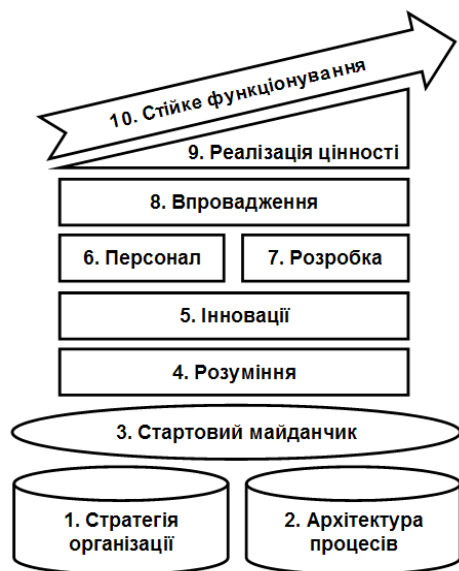 10. Стійке функціонування
9. Реалізація цінності
8. Впровадження
6. Персонал
7. Розробка
5. Інновації
4. Розуміння
3. Стартовий майданчик
1. Стратегія
організації
2. Архітектура
процесів